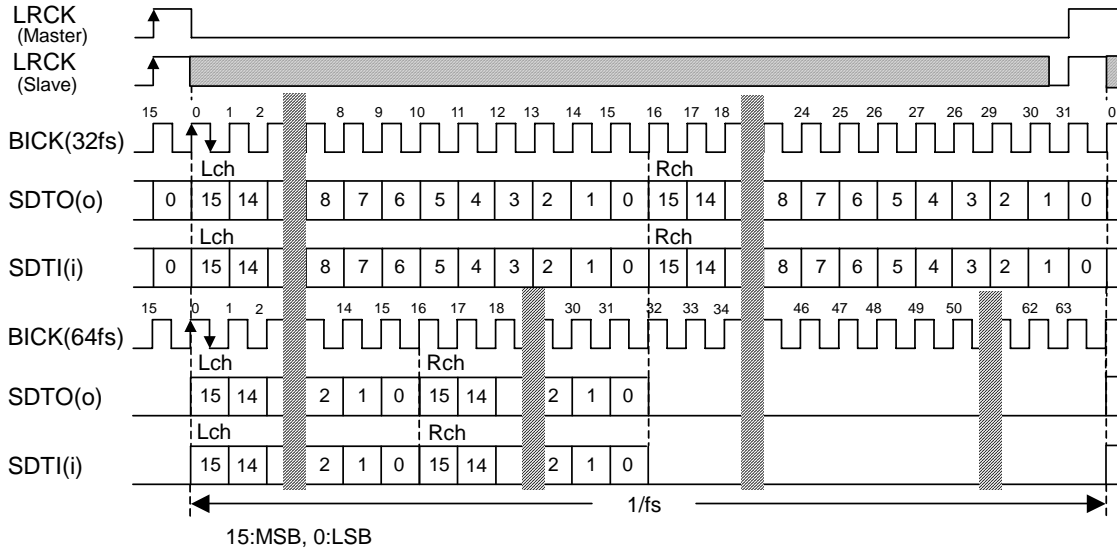 LRCK
(Master)
LRCK
(Slave)
15 0 1 2 8 9 10 11 12 13 14 15 16 17 18 24 25 26 27 26 29 30 31 0
BICK(32fs)
Lch Rch
SDTO(o) 0 15 14 8 7 6 5 4 3 2 1 0 15 14 8 7 6 5 4 3 2 1 0
Lch Rch
SDTI(i) 0 15 14 8 7 6 5 4 3 2 1 0 15 14 8 7 6 5 4 3 2 1 0
15 0 1 2 14 15 16 17 18 30 31 32 33 34 46 47 48 49 50 62 63
BICK(64fs)
Lch Rch
SDTO(o) 15 14 2 1 0 15 14 2 1 0
Lch Rch
SDTI(i) 15 14 2 1 0 15 14 2 1 0
1/fs
15:MSB, 0:LSB